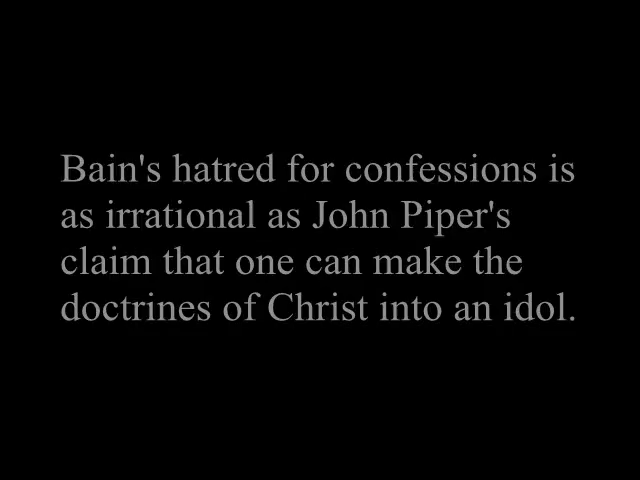 Bain's hatred for confessions is
as irrational as John Piper's
claim that one can make the
doctrines of Christ into an idol.